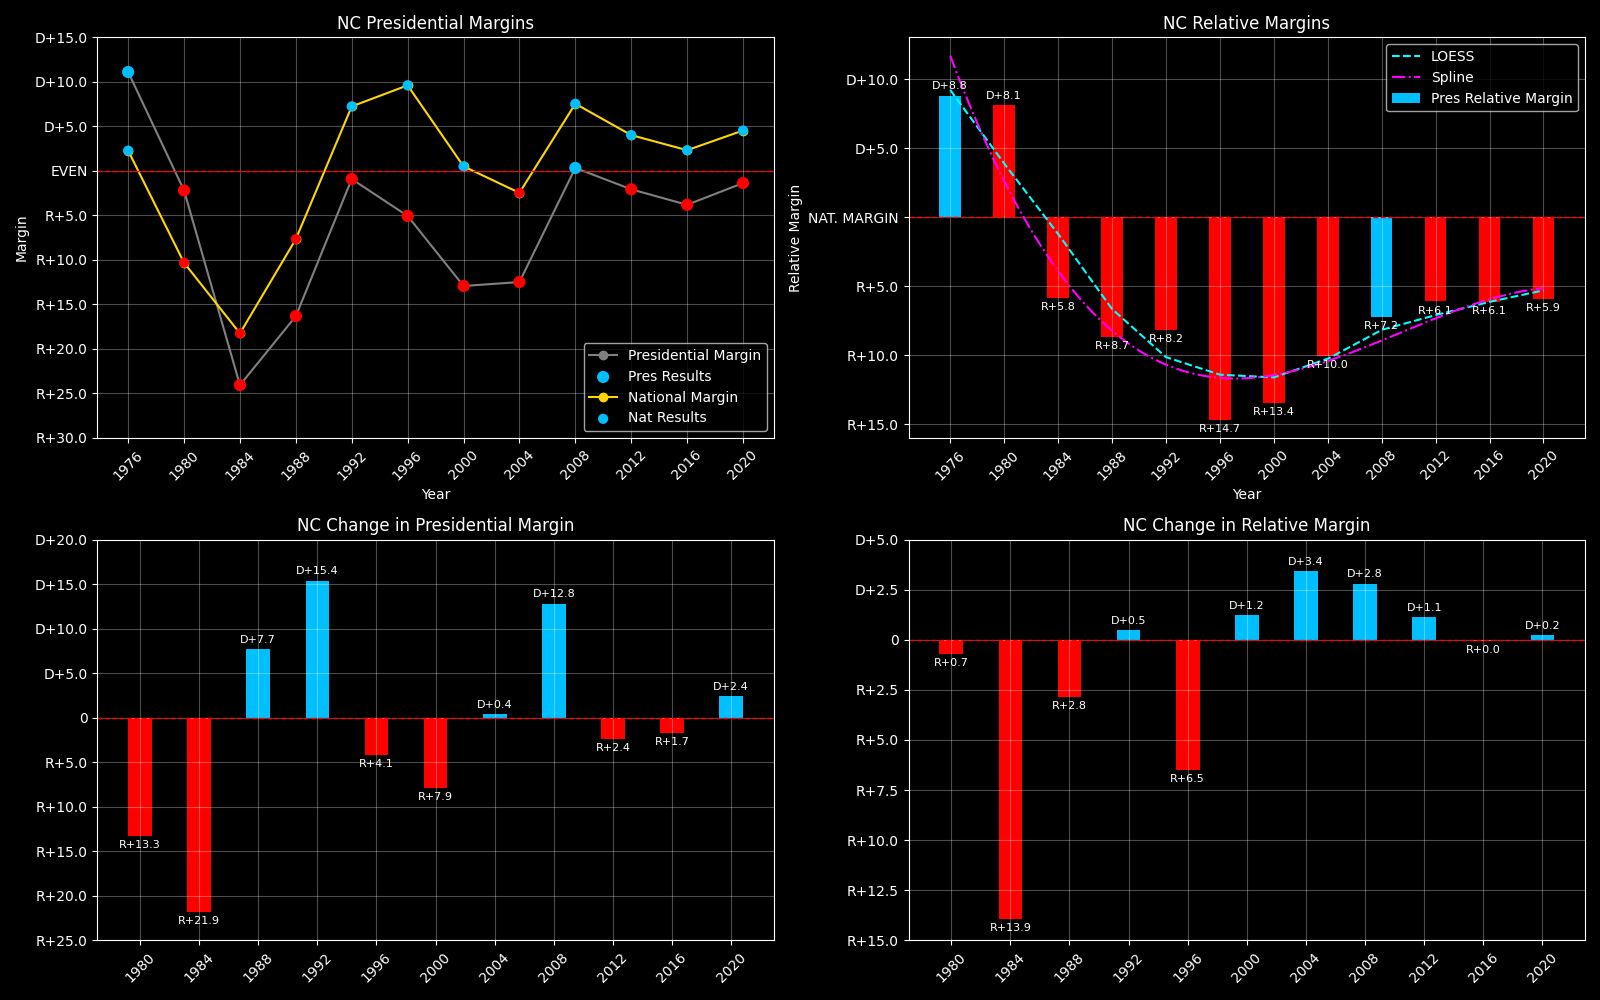 NC Presidential Margins
D+15.0
D+10.0
D+5.0
EVEN
R+5.0
R+10.0
R+15.0
R+20.0
R+25.0
R+30.0
Margin
Presidential Margin
Pres Results
National Margin
Nat Results
1976 1980 1984 1988 1992 1996 2000 2004 2008 2012 2016 2020
Year
NC Relative Margins
D+10.0
D+5.0
NAT. MARGIN
R+5.0
R+10.0
R+15.0
Relative Margin
LOESS
Spline
Pres Relative Margin
D+8.8 D+8.1 R+5.8 R+8.7 R+8.2 R+14.7 R+13.4 R+10.0 R+7.2 R+6.1 R+6.1 R+5.9
1976 1980 1984 1988 1992 1996 2000 2004 2008 2012 2016 2020
Year
NC Change in Presidential Margin
D+20.0
D+15.0
D+10.0
D+5.0
0
R+5.0
R+10.0
R+15.0
R+20.0
R+25.0
R+13.3 R+21.9 D+7.7 D+15.4 R+4.1 R+7.9 D+0.4 D+12.8 R+2.4 R+1.7 D+2.4
1980 1984 1988 1992 1996 2000 2004 2008 2012 2016 2020
NC Change in Relative Margin
D+5.0
D+2.5
0
R+2.5
R+5.0
R+7.5
R+10.0
R+12.5
R+15.0
R+0.7 R+13.9 R+2.8 D+0.5 R+6.5 D+1.2 D+3.4 D+2.8 D+1.1 R+0.0 D+0.2
1980 1984 1988 1992 1996 2000 2004 2008 2012 2016 2020